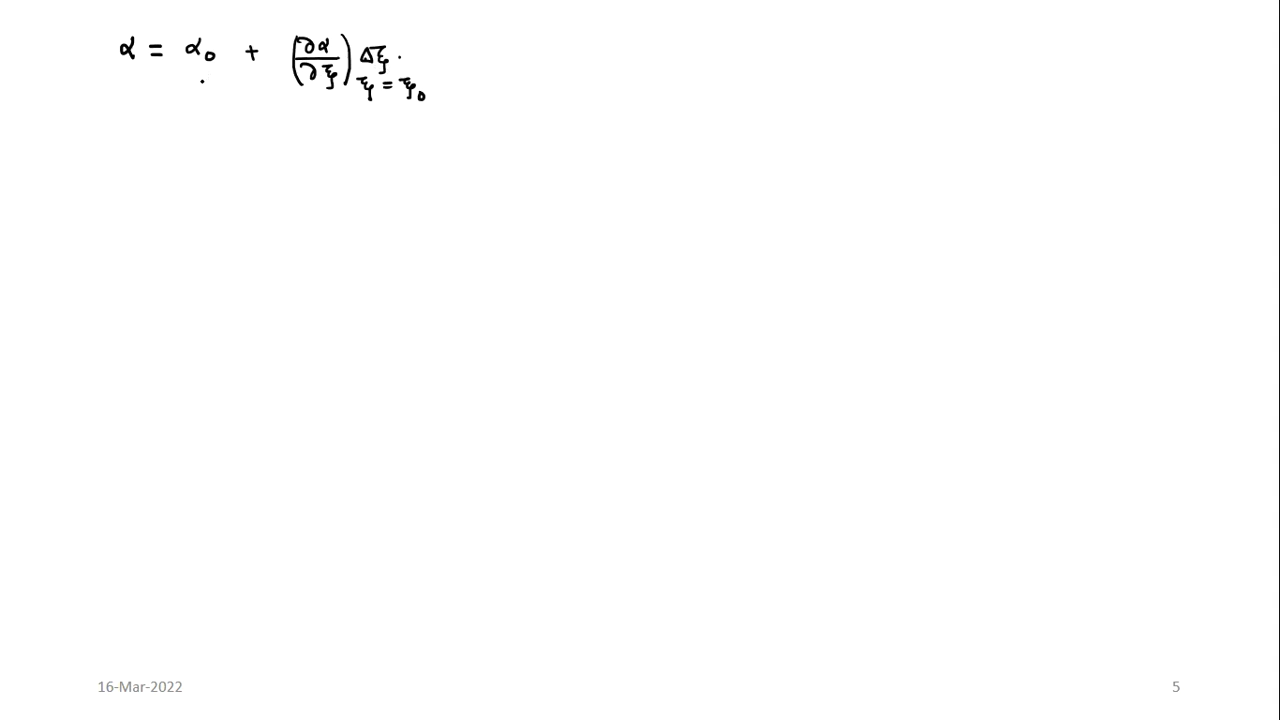 α = α₀ + (∂α/∂ξ)_{ξ = ξ₀} Δξ .
16-Mar-2022
5